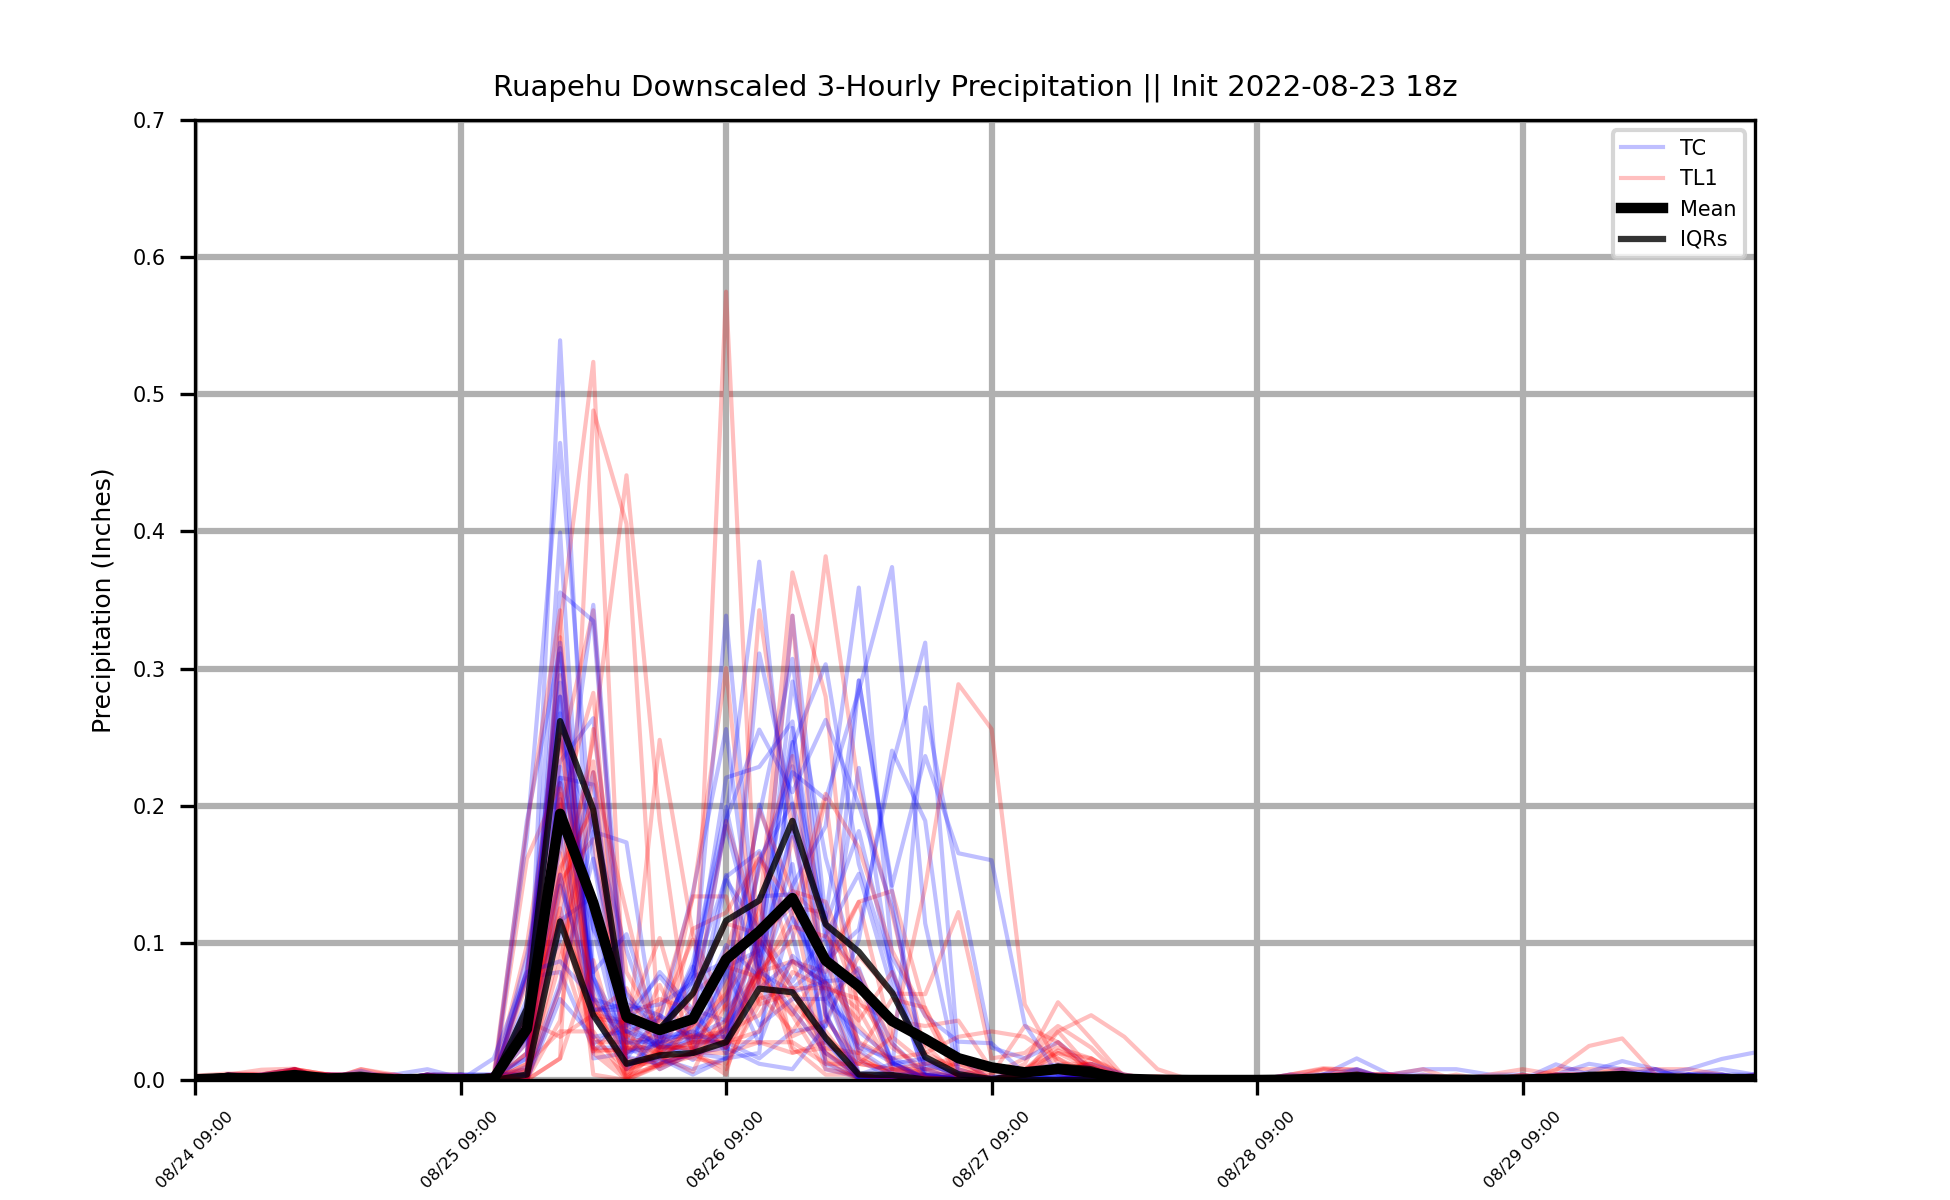 Ruapehu Downscaled 3-Hourly Precipitation || Init 2022-08-23 18z
TC
TL1
Mean
IQRs
Precipitation (Inches)
0.7
0.6
0.5
0.4
0.3
0.2
0.1
0.0
08/24 09:00
08/25 09:00
08/26 09:00
08/27 09:00
08/28 09:00
08/29 09:00